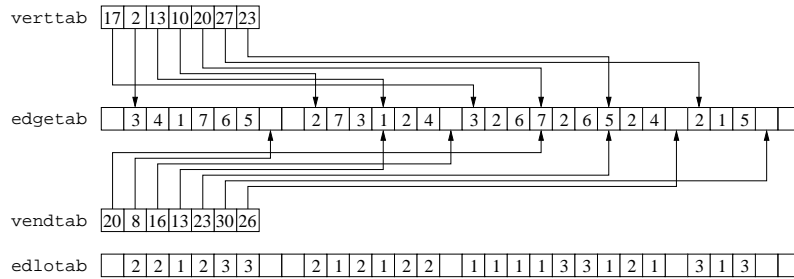 verttab 17 2 13 10 20 27 23
edgetab 3 4 1 7 6 5 2 7 3 1 2 4 3 2 6 7 2 6 5 2 4 2 1 5
vendtab 20 8 16 13 23 30 26
edlotab 2 2 1 2 3 3 2 1 2 1 2 2 1 1 1 1 3 3 1 2 1 3 1 3